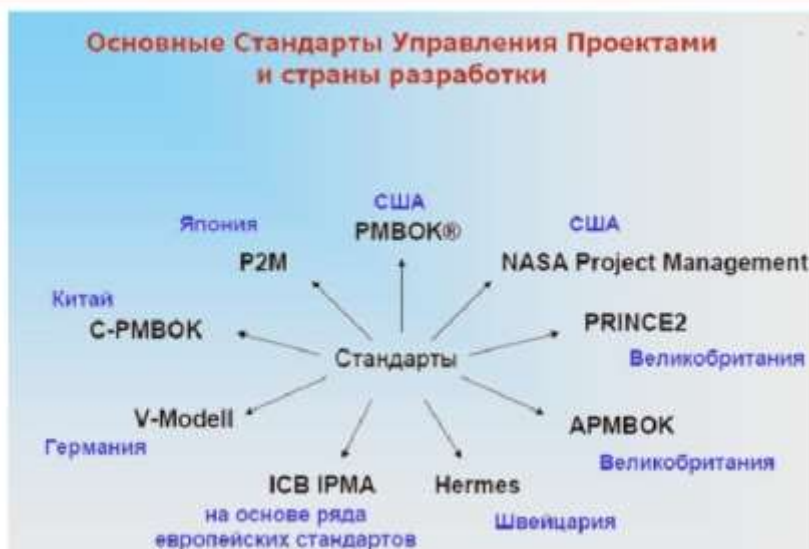 Основные Стандарты Управления Проектами
и страны разработки
США
PMBOK®
Япония
P2M
США
NASA Project Management
Китай
C-PMBOK
PRINCE2
Великобритания
Стандарты
V-Modell
Германия
APMBOK
Великобритания
ICB IPMA
на основе ряда
европейских стандартов
Hermes
Швейцария